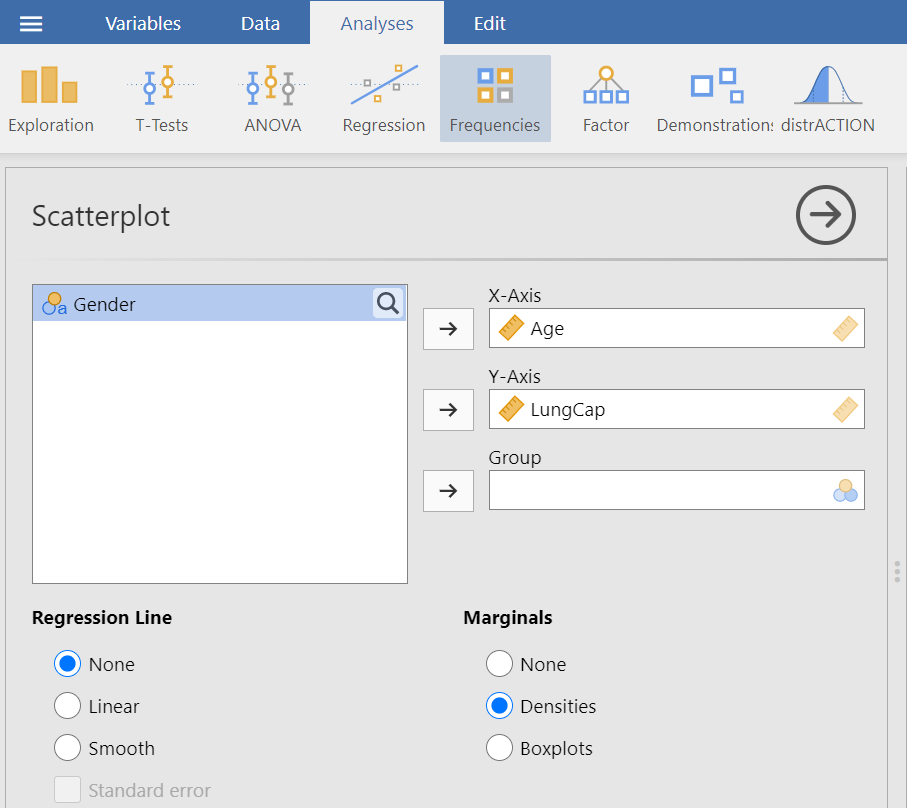 Variables Data Analyses Edit
Exploration T-Tests ANOVA Regression Frequencies Factor Demonstrations distrACTION
Scatterplot
Gender
X-Axis
Age
Y-Axis
LungCap
Group
Regression Line
None
Linear
Smooth
Standard error
Marginals
None
Densities
Boxplots